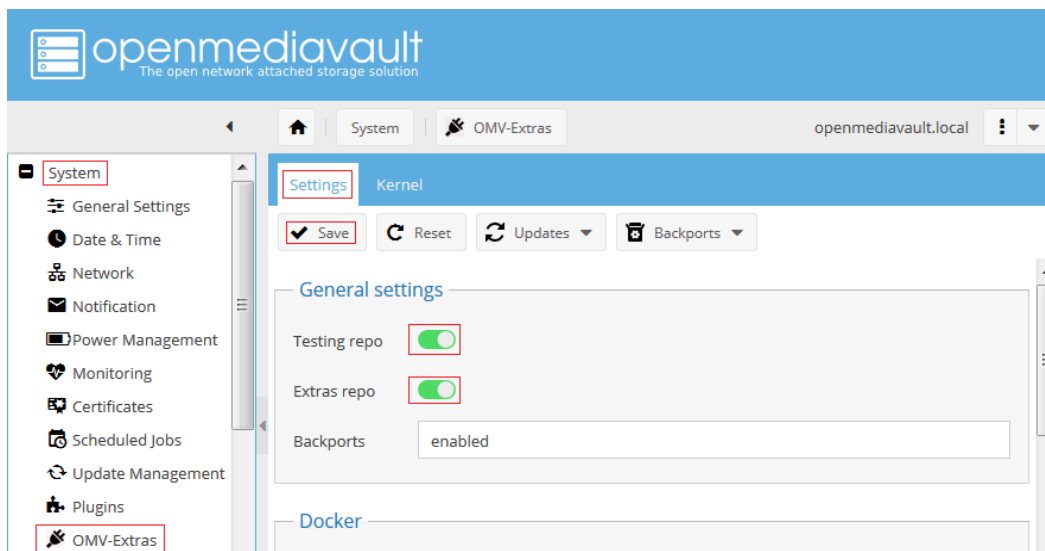 openmediavault
The open network attached storage solution
System
OMV-Extras
openmediavault.local
System
General Settings
Date & Time
Network
Notification
Power Management
Monitoring
Certificates
Scheduled Jobs
Update Management
Plugins
OMV-Extras
Settings
Kernel
Save
Reset
Updates
Backports
General settings
Testing repo
Extras repo
Backports
enabled
Docker